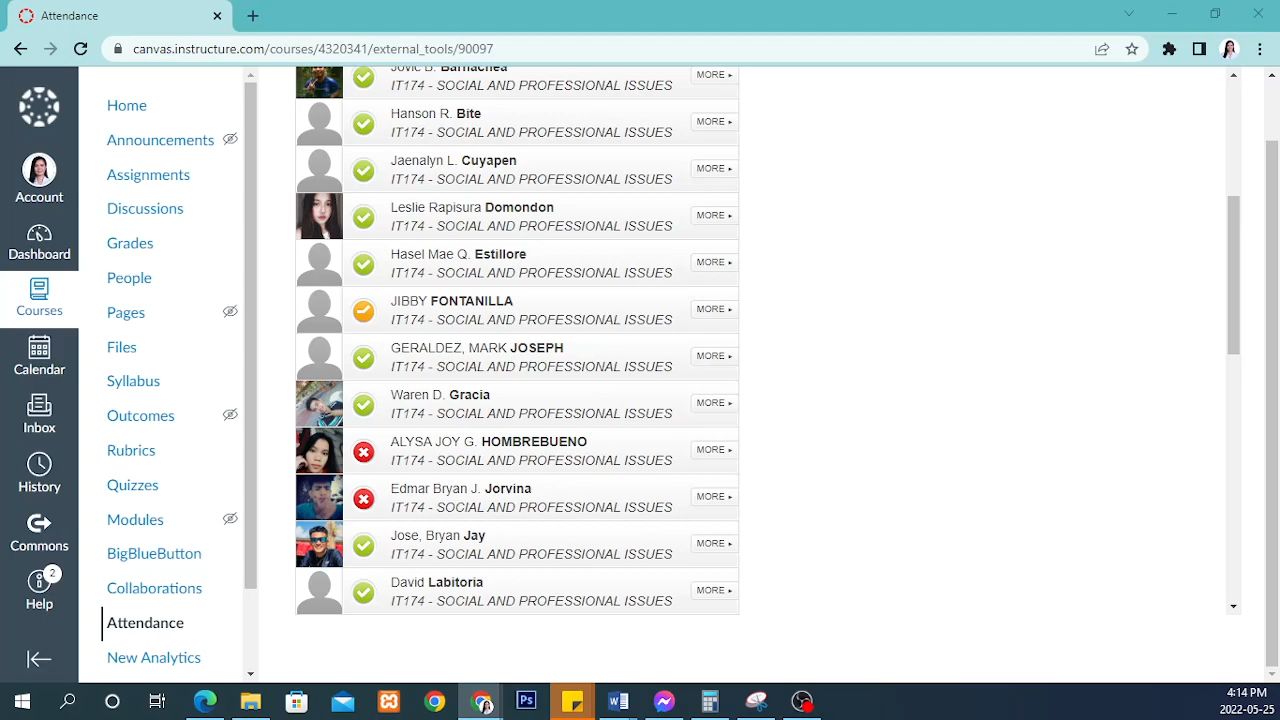 Attendance
canvas.instructure.com/courses/4320341/external_tools/90097
Account
Dashboard
Courses
Calendar
Inbox
History
Commons
2
Help
Home
Announcements
Assignments
Discussions
Grades
People
Pages
Files
Syllabus
Outcomes
Rubrics
Quizzes
Modules
BigBlueButton
Collaborations
Attendance
New Analytics
Jovic B. Barnachea
IT174 - SOCIAL AND PROFESSIONAL ISSUES
MORE
Hanson R. Bite
IT174 - SOCIAL AND PROFESSIONAL ISSUES
MORE
Jaenalyn L. Cuyapen
IT174 - SOCIAL AND PROFESSIONAL ISSUES
MORE
Leslie Rapisura Domondon
IT174 - SOCIAL AND PROFESSIONAL ISSUES
MORE
Hasel Mae Q. Estillore
IT174 - SOCIAL AND PROFESSIONAL ISSUES
MORE
JIBBY FONTANILLA
IT174 - SOCIAL AND PROFESSIONAL ISSUES
MORE
GERALDEZ, MARK JOSEPH
IT174 - SOCIAL AND PROFESSIONAL ISSUES
MORE
Waren D. Gracia
IT174 - SOCIAL AND PROFESSIONAL ISSUES
MORE
ALYSA JOY G. HOMBREBUENO
IT174 - SOCIAL AND PROFESSIONAL ISSUES
MORE
Edmar Bryan J. Jorvina
IT174 - SOCIAL AND PROFESSIONAL ISSUES
MORE
Jose, Bryan Jay
IT174 - SOCIAL AND PROFESSIONAL ISSUES
MORE
David Labitoria
IT174 - SOCIAL AND PROFESSIONAL ISSUES
MORE
Ps
W
4:14 PM
2022-05-25